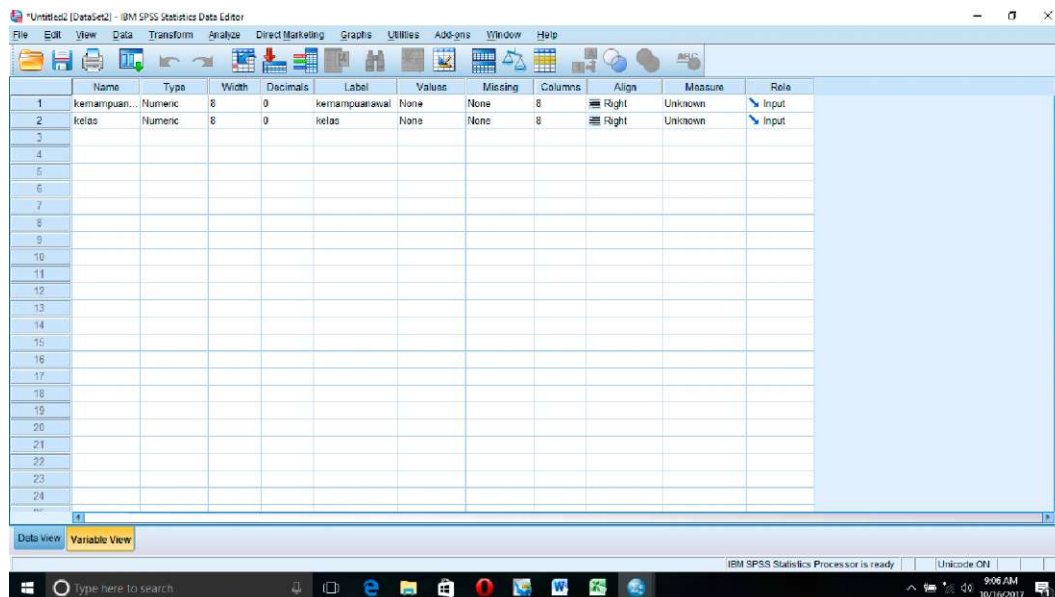 *Untitled2 [DataSet2] - IBM SPSS Statistics Data Editor
File Edit View Data Transform Analyze Direct Marketing Graphs Utilities Add-ons Window Help
Name Type Width Decimals Label Values Missing Columns Align Measure Role
1 kemampuan... Numeric 8 0 kemampuanawal None None 8 Right Unknown Input
2 kelas Numeric 8 0 kelas None None 8 Right Unknown Input
3
4
5
6
7
8
9
10
11
12
13
14
15
16
17
18
19
20
21
22
23
24
Data View Variable View
IBM SPSS Statistics Processor is ready Unicode:ON
Type here to search
9:06 AM
10/16/2017